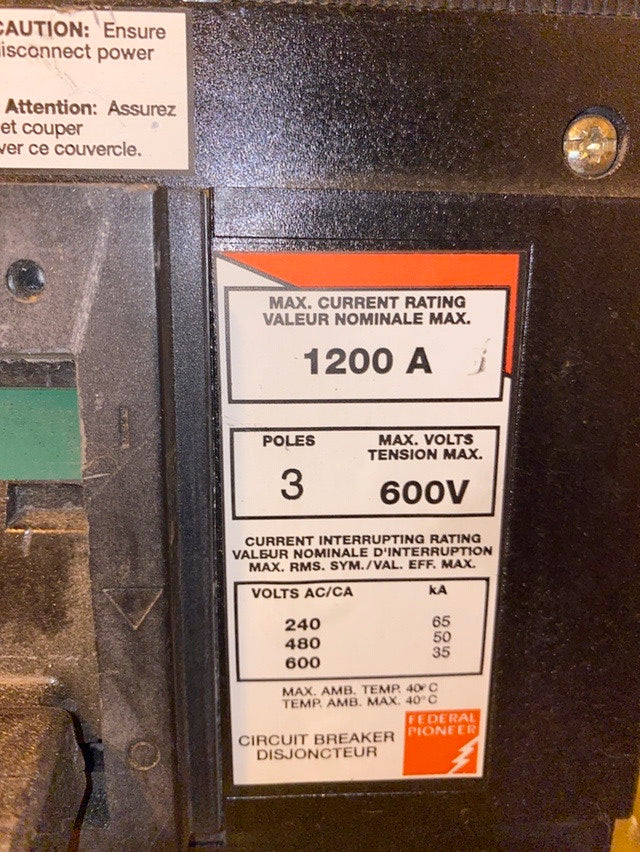 CAUTION: Ensure
disconnect power
Attention: Assurez
et couper
ver ce couvercle.
MAX. CURRENT RATING
VALEUR NOMINALE MAX.
1200 A
POLES
3
MAX. VOLTS
TENSION MAX.
600V
CURRENT INTERRUPTING RATING
VALEUR NOMINALE D'INTERRUPTION
MAX. RMS. SYM./VAL. EFF. MAX.
VOLTS AC/CA kA
240 65
480 50
600 35
MAX. AMB. TEMP. 40° C
TEMP. AMB. MAX. 40° C
CIRCUIT BREAKER
DISJONCTEUR
FEDERAL
PIONEER